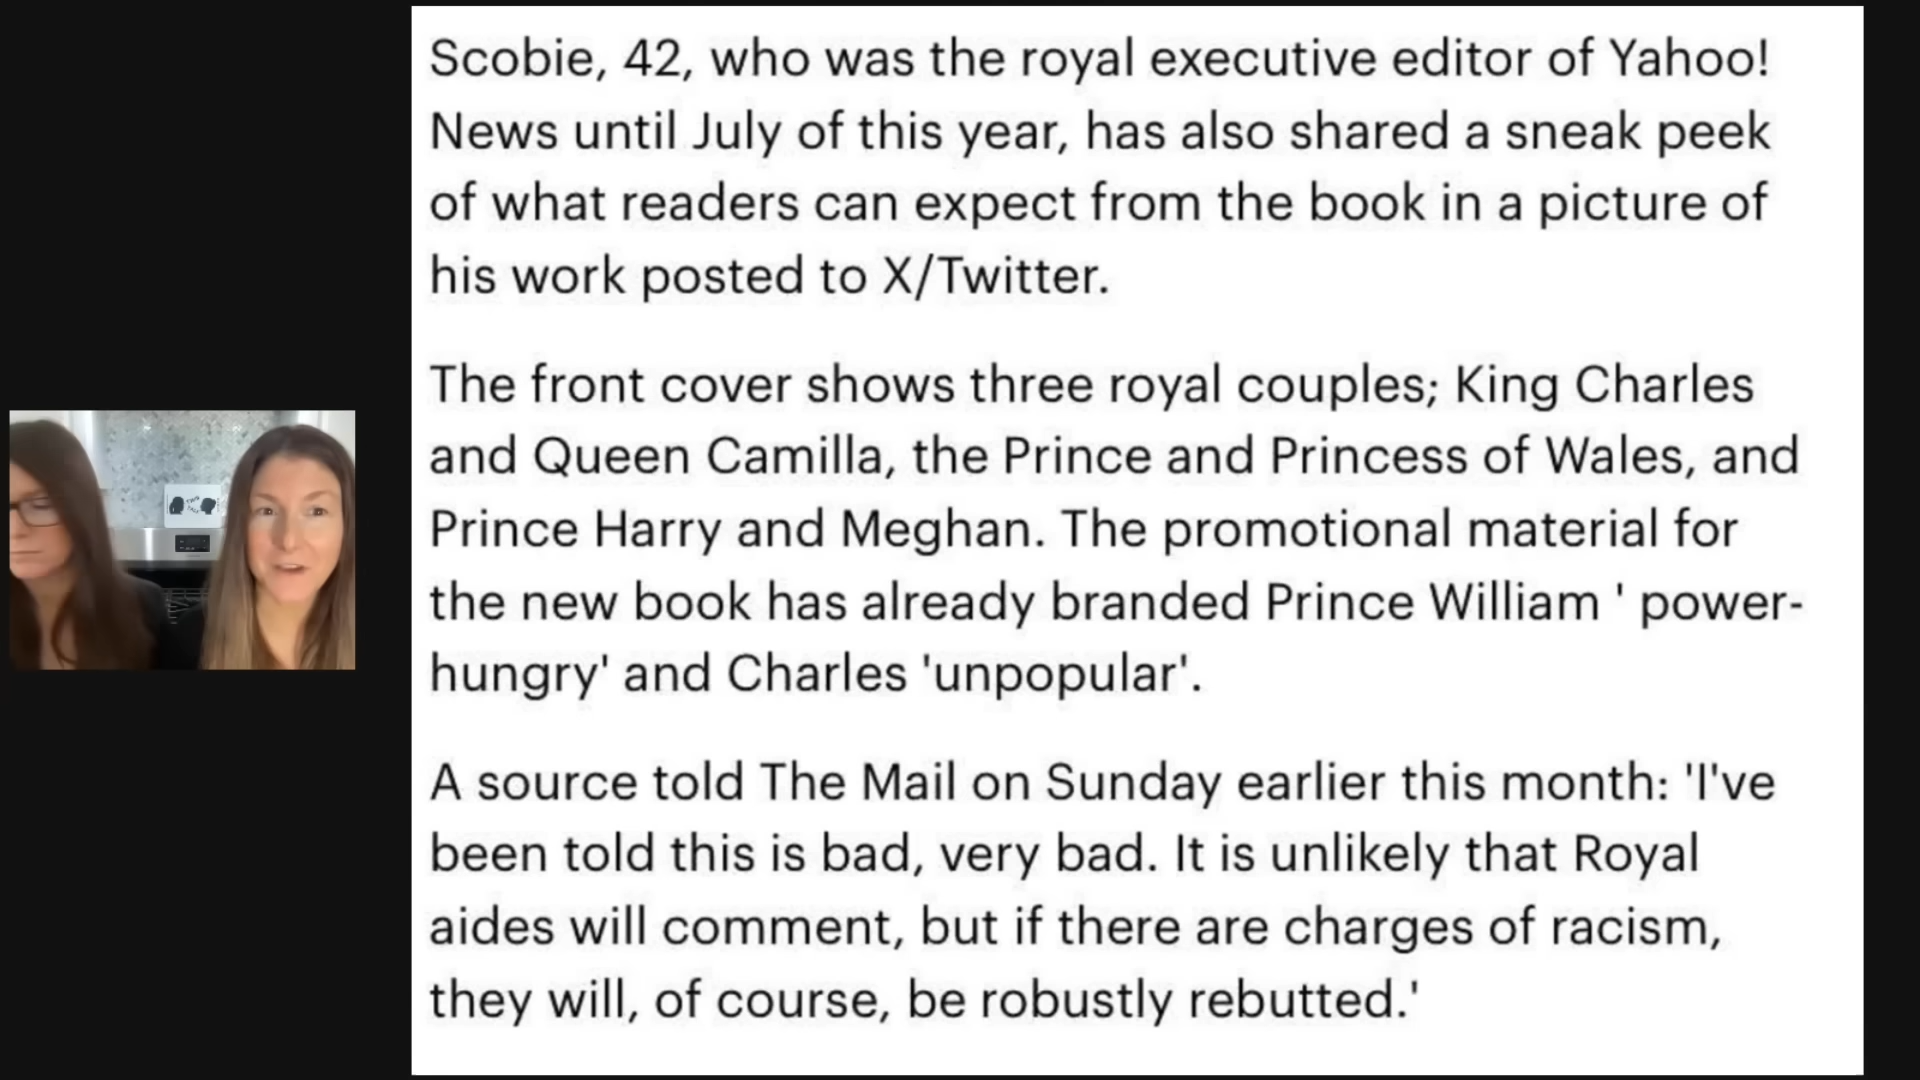 Scobie, 42, who was the royal executive editor of Yahoo!
News until July of this year, has also shared a sneak peek
of what readers can expect from the book in a picture of
his work posted to X/Twitter.
The front cover shows three royal couples; King Charles
and Queen Camilla, the Prince and Princess of Wales, and
Prince Harry and Meghan. The promotional material for
the new book has already branded Prince William ' power-
hungry' and Charles 'unpopular'.
A source told The Mail on Sunday earlier this month: 'I've
been told this is bad, very bad. It is unlikely that Royal
aides will comment, but if there are charges of racism,
they will, of course, be robustly rebutted.'